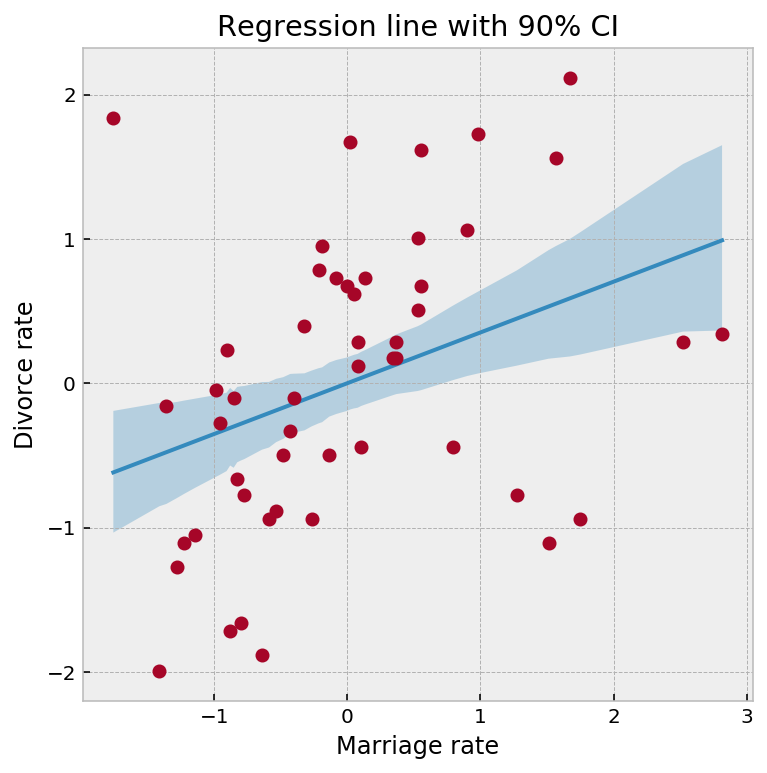 Regression line with 90% CI
Divorce rate
2
1
0
−1
−2
−1 0 1 2 3
Marriage rate